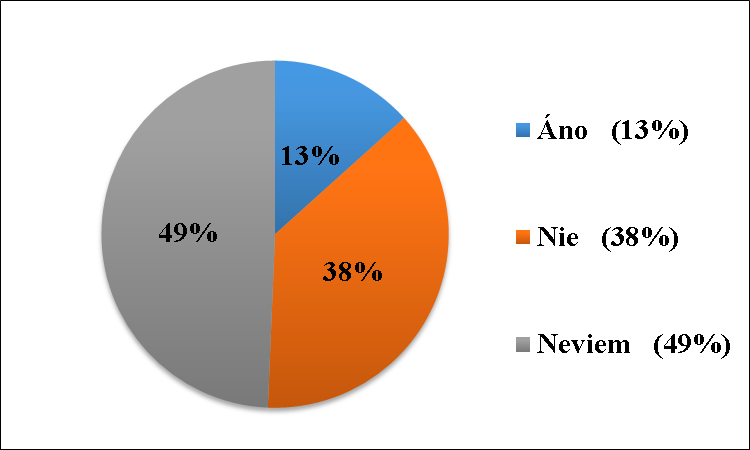 13%
Áno (13%)
49%
Nie (38%)
38%
Neviem (49%)